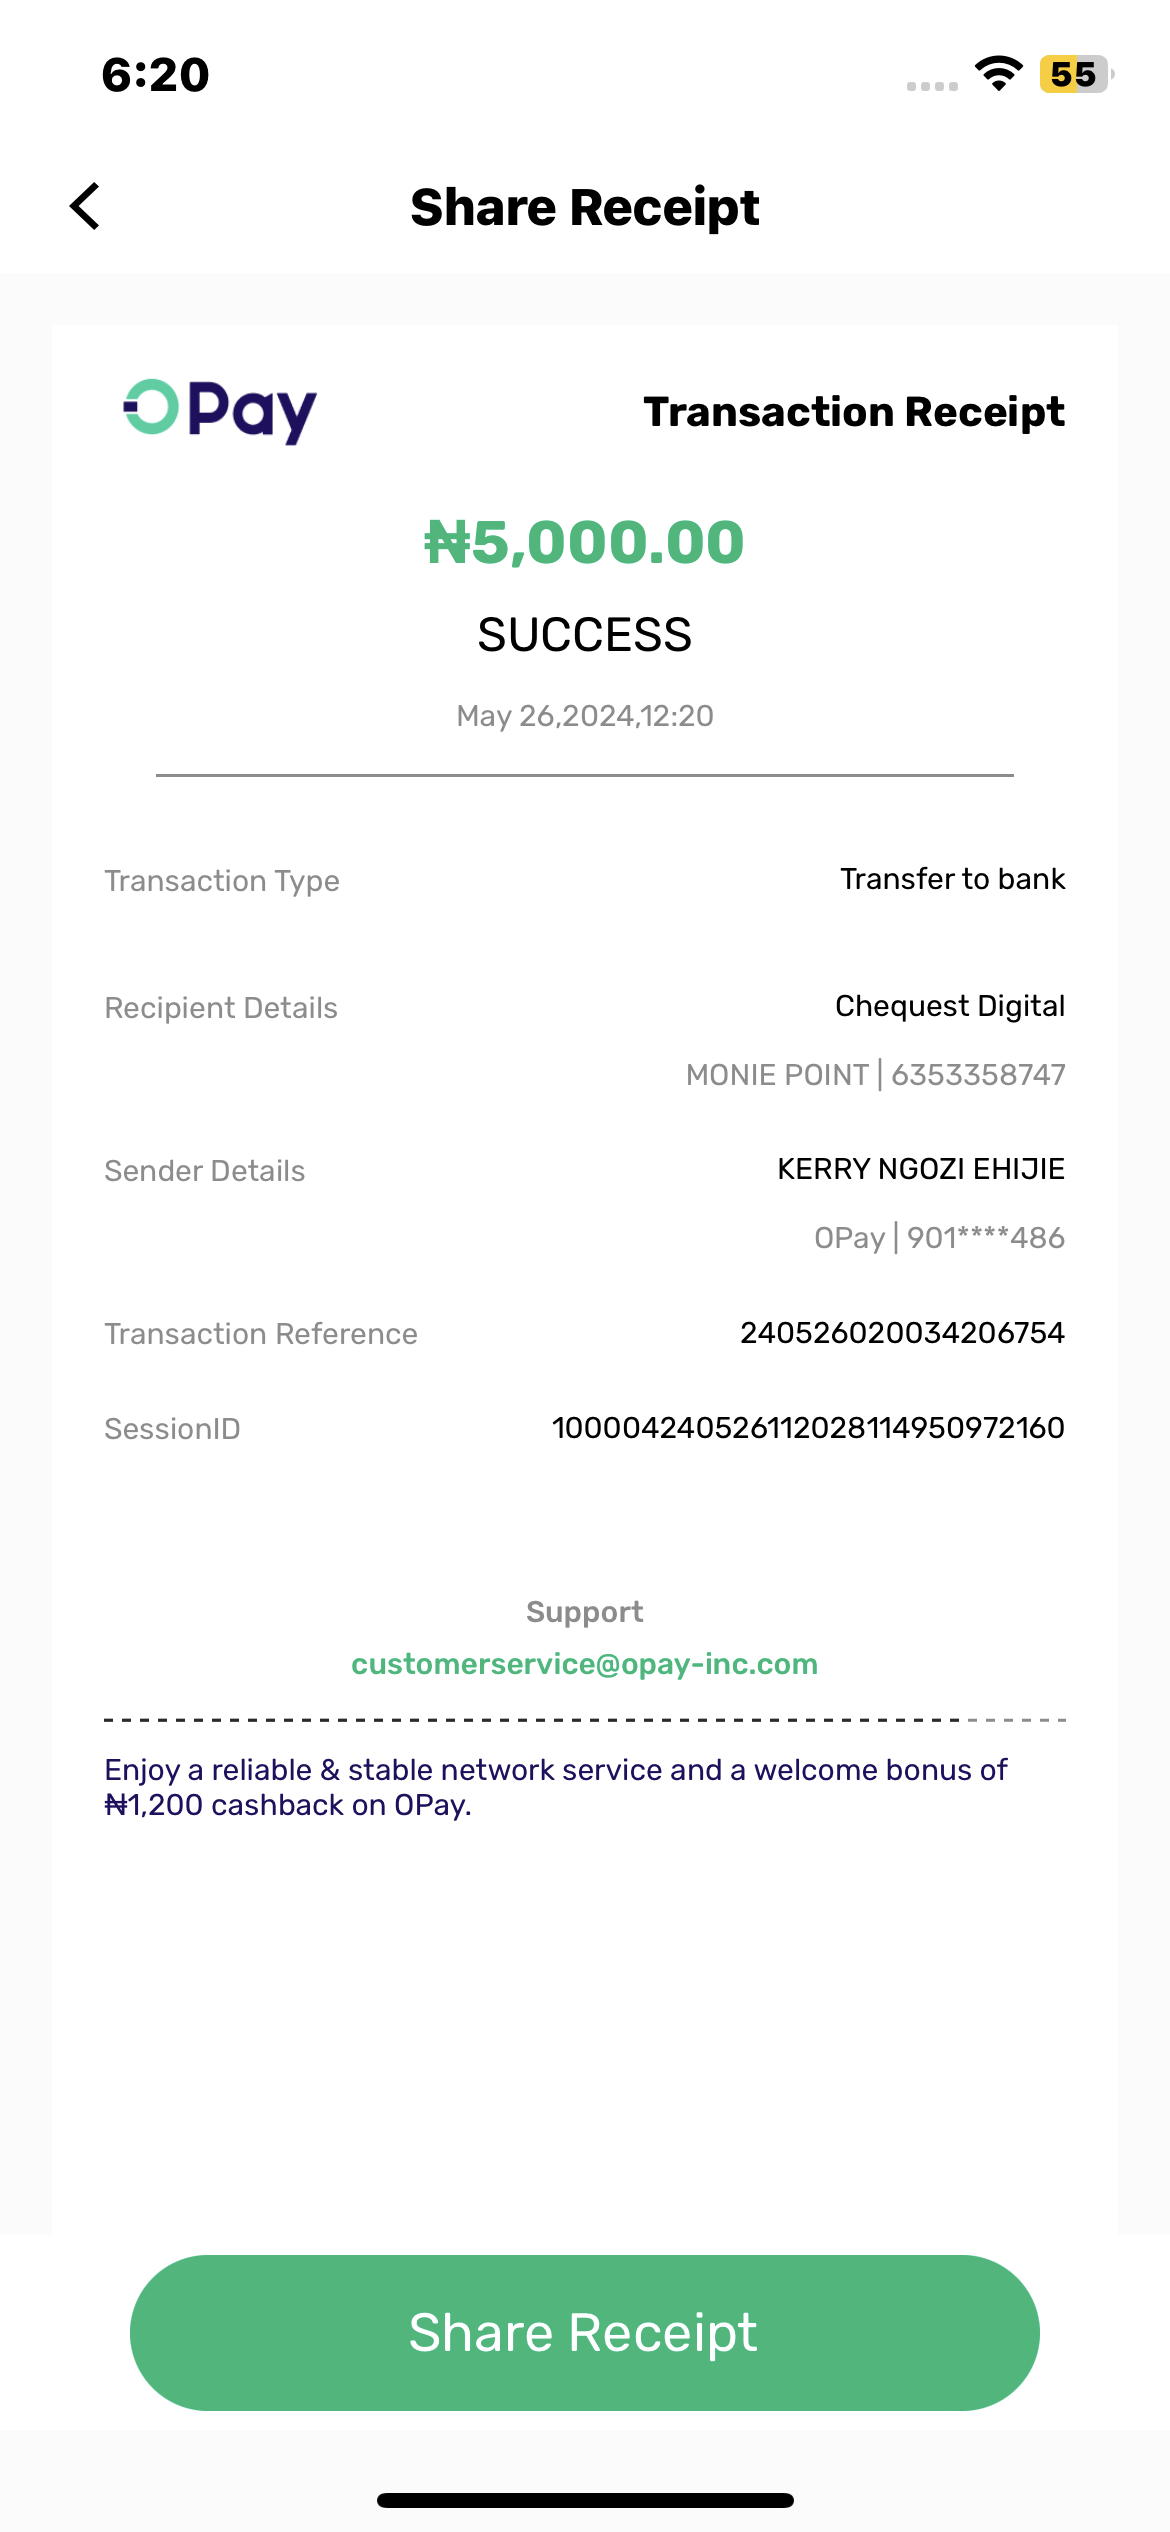 6:20
55
Share Receipt
OPay
Transaction Receipt
₦5,000.00
SUCCESS
May 26,2024,12:20
Transaction Type
Transfer to bank
Recipient Details
Chequest Digital
MONIE POINT | 6353358747
Sender Details
KERRY NGOZI EHIJIE
OPay | 901****486
Transaction Reference
240526020034206754
SessionID
100004240526112028114950972160
Support
customerservice@opay-inc.com
Enjoy a reliable & stable network service and a welcome bonus of
₦1,200 cashback on OPay.
Share Receipt